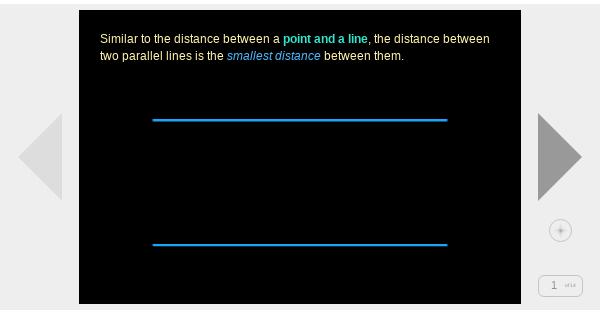 Similar to the distance between a point and a line, the distance between
two parallel lines is the smallest distance between them.
1 of 14